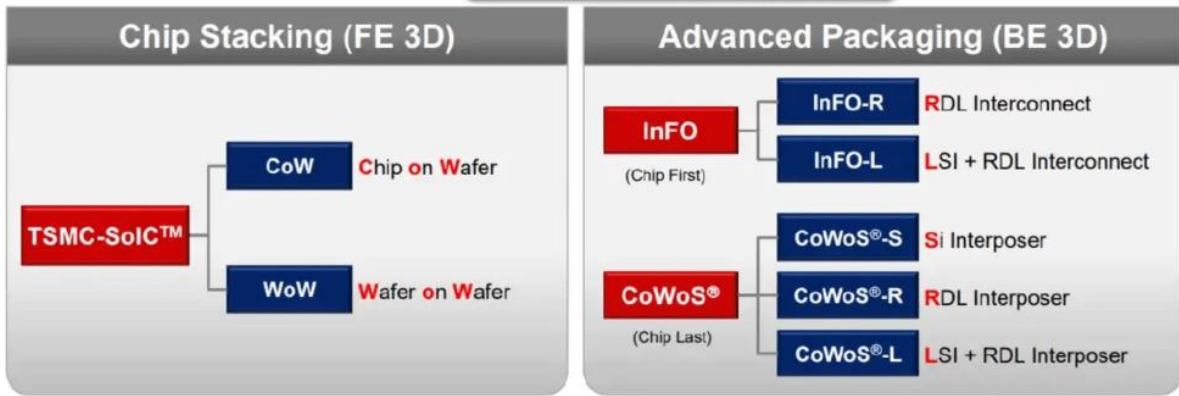 Chip Stacking (FE 3D)
TSMC-SoIC™
CoW
Chip on Wafer
WoW
Wafer on Wafer
Advanced Packaging (BE 3D)
InFO
(Chip First)
InFO-R
RDL Interconnect
InFO-L
LSI + RDL Interconnect
CoWoS®
(Chip Last)
CoWoS®-S
Si Interposer
CoWoS®-R
RDL Interposer
CoWoS®-L
LSI + RDL Interposer